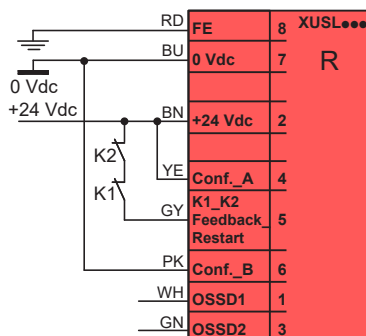 RD FE 8 XUSL●●●
BU 0 Vdc 7 R
0 Vdc
+24 Vdc
BN +24 Vdc 2
K2
YE Conf._A 4
K1
K1_K2
GY Feedback_ 5
Restart
PK Conf._B 6
WH OSSD1 1
GN OSSD2 3